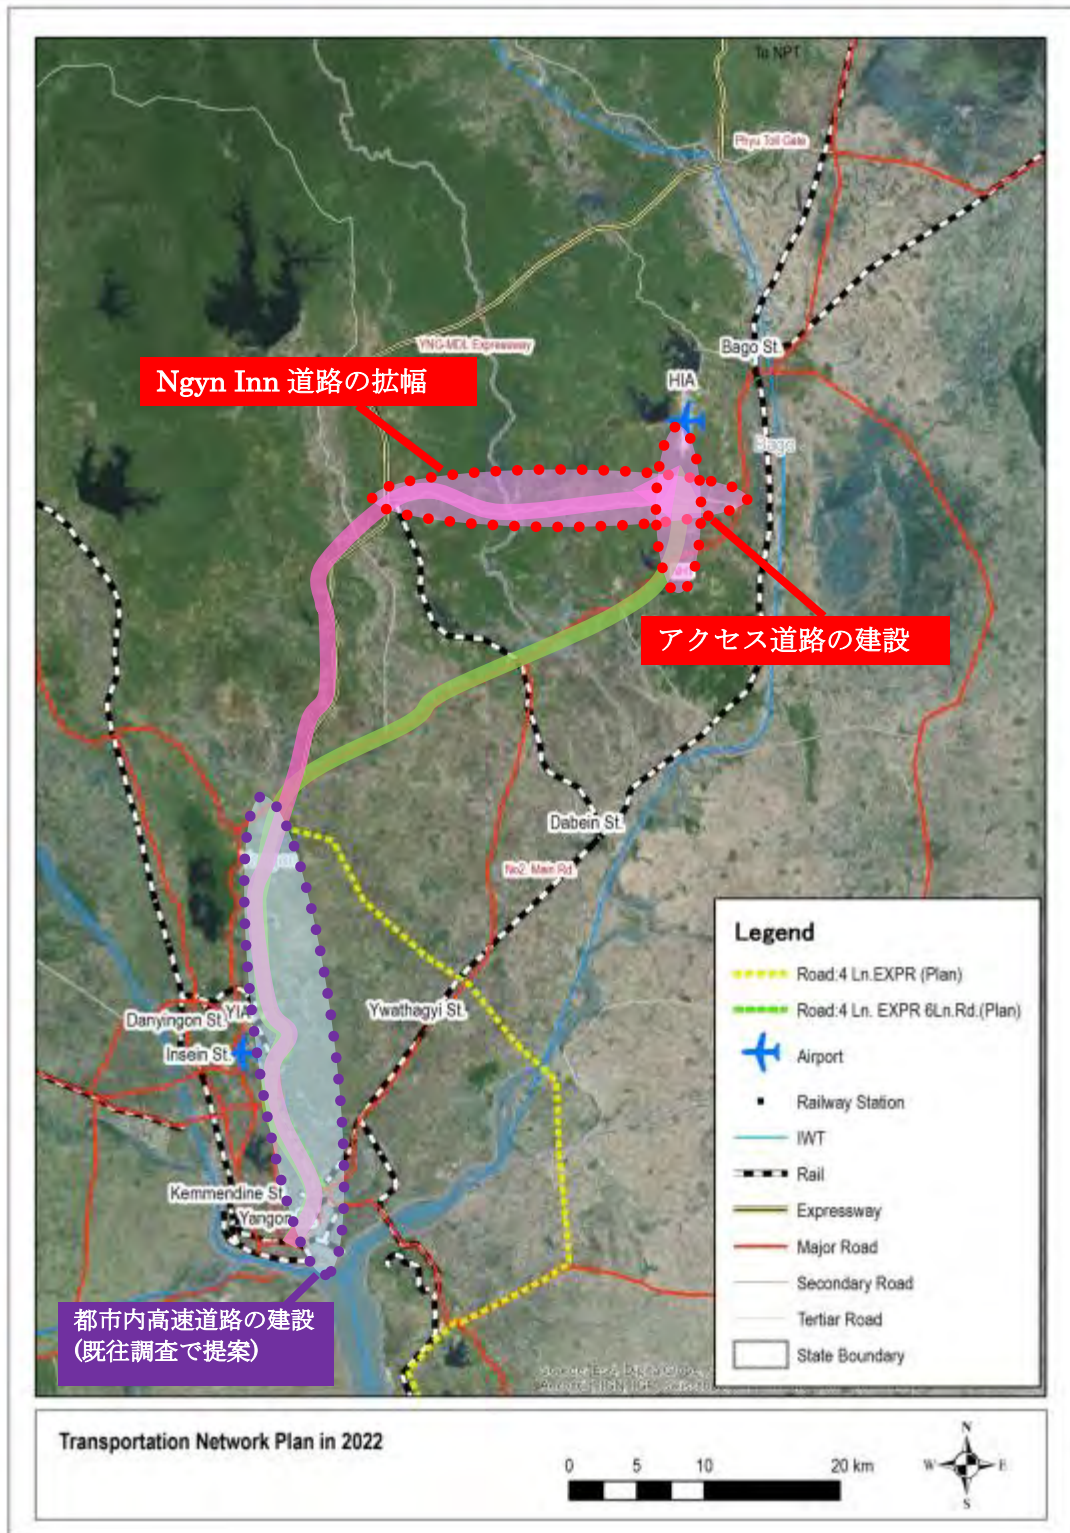 To NPT
Phyu Toll Gate
YNG-MDL Expressway
Bago St.
HIA
Ngyn Inn 道路の拡幅
Bago
アクセス道路の建設
Dabein St.
No2. Main Rd.
Ywathagyi St.
Danyingon St.
YIA
Insein St.
Kemmendine St.
Yangon
都市内高速道路の建設
(既往調査で提案)
Legend
Road:4 Ln.EXPR (Plan)
Road:4 Ln. EXPR 6Ln.Rd.(Plan)
Airport
Railway Station
IWT
Rail
Expressway
Major Road
Secondary Road
Tertiar Road
State Boundary
Transportation Network Plan in 2022
0 5 10 20 km
N
W E
S